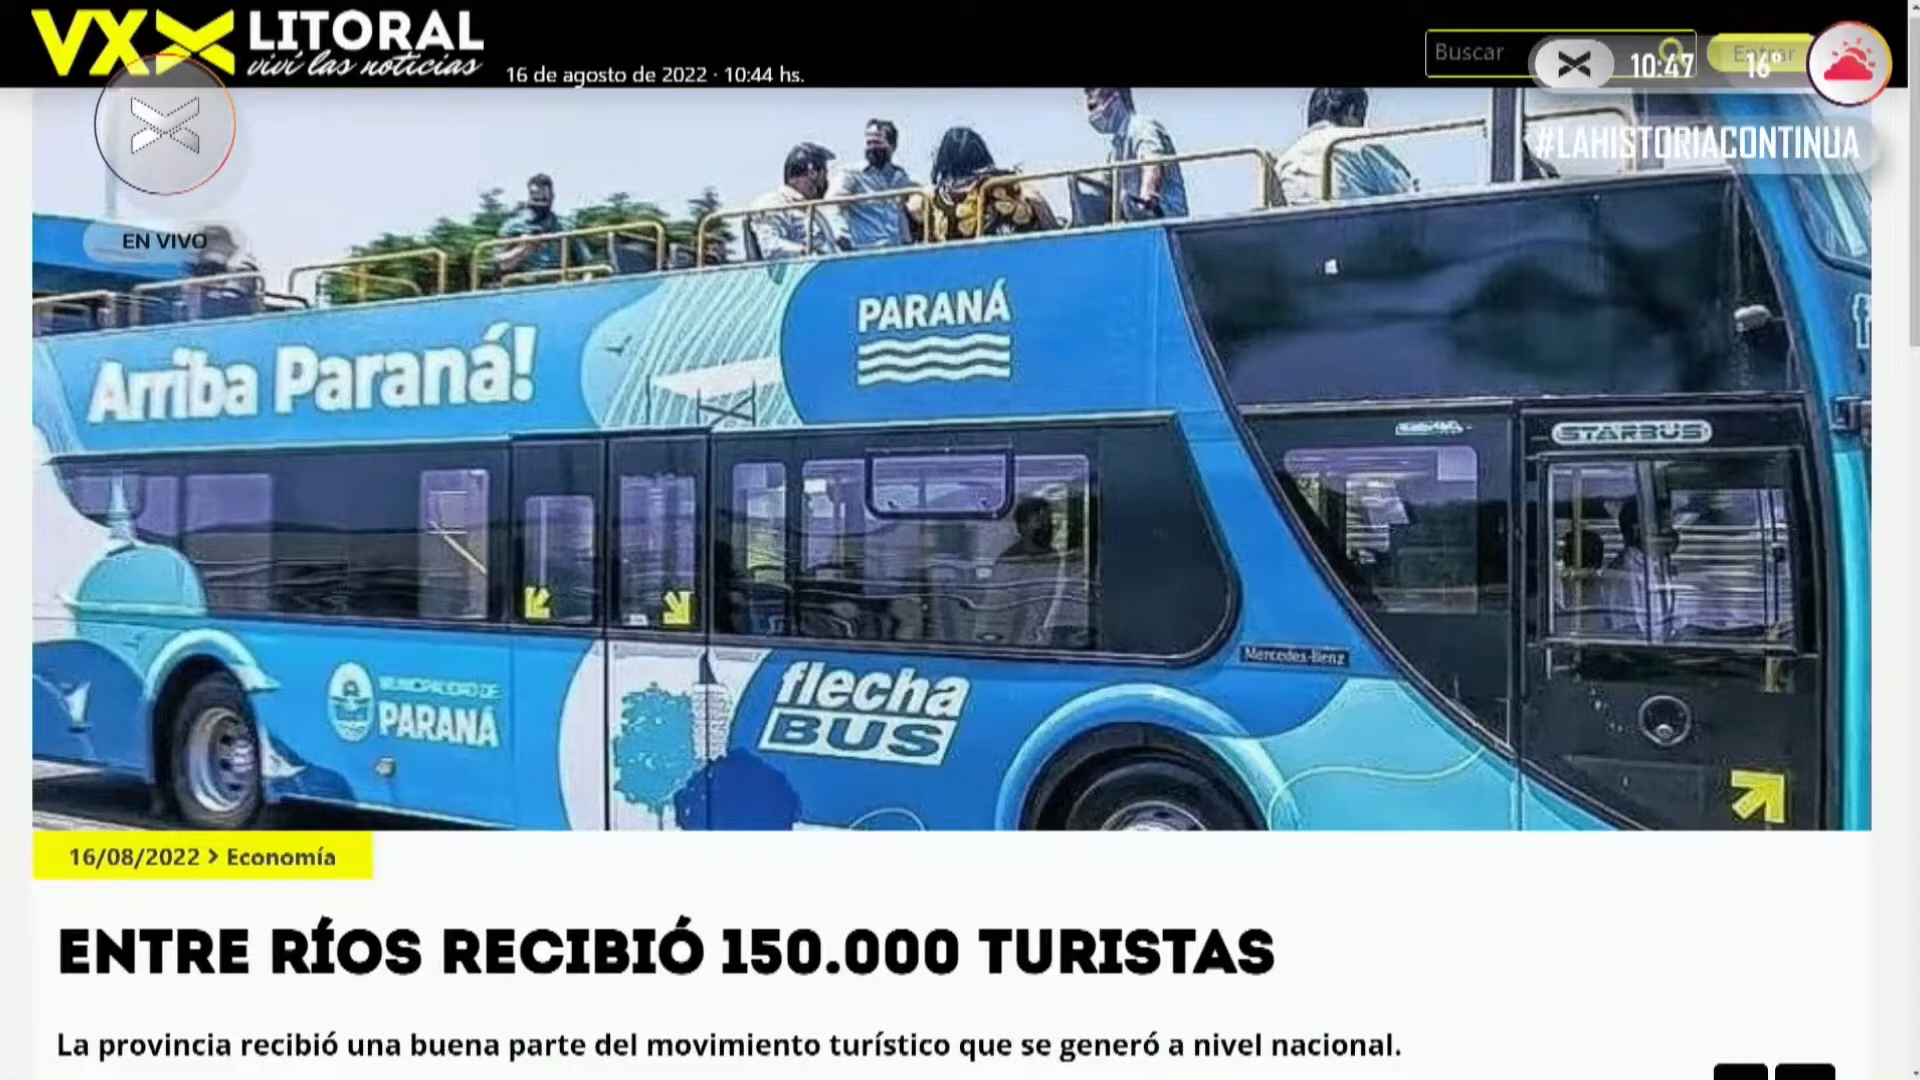 VXX LITORAL
viví las noticias
16 de agosto de 2022 · 10:44 hs.
Buscar
Entrar
10:47
16°
#LAHISTORIACONTINUA
EN VIVO
PARANÁ
Arriba Paraná!
STARBUS
Mercedes-Benz
MUNICIPALIDAD DE
PARANÁ
flecha
BUS
16/08/2022 > Economía
ENTRE RÍOS RECIBIÓ 150.000 TURISTAS
La provincia recibió una buena parte del movimiento turístico que se generó a nivel nacional.